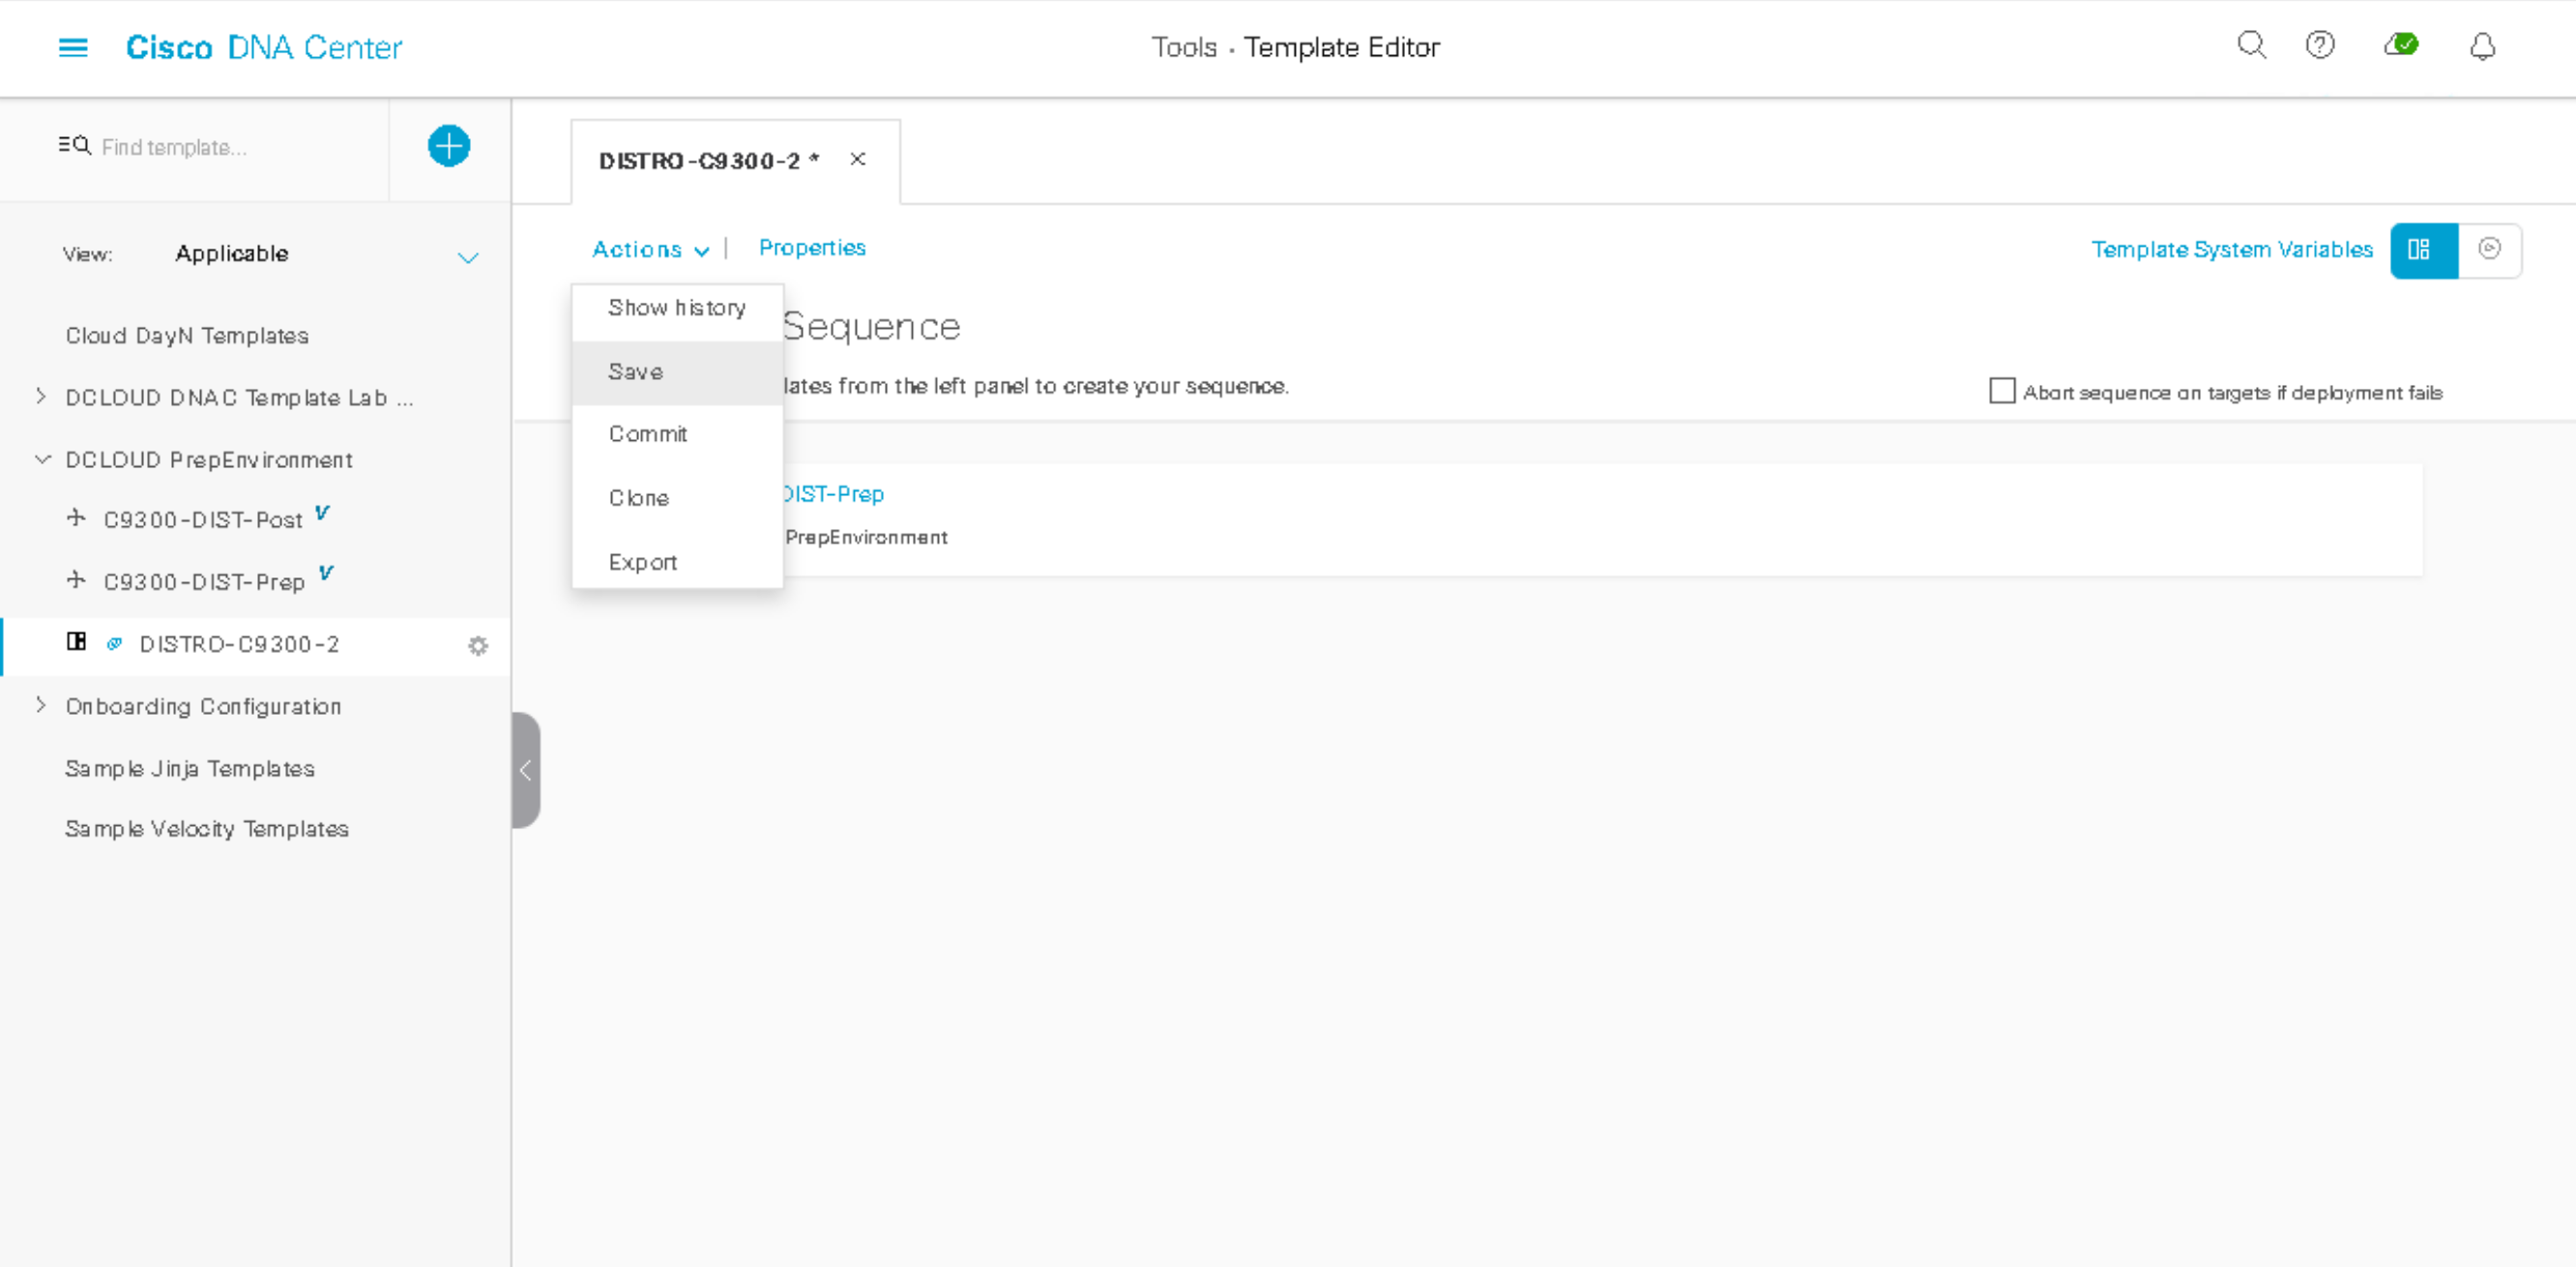 Cisco DNA Center
Tools · Template Editor
Find template...
DISTRO-C9300-2 *
View: Applicable
Actions | Properties
Template System Variables
Show history
Sequence
Cloud DayN Templates
Save
lates from the left panel to create your sequence.
Abort sequence on targets if deployment fails
DCLOUD DNAC Template Lab ...
Commit
DCLOUD PrepEnvironment
Clone
DIST-Prep
C9300-DIST-Post V
PrepEnvironment
Export
C9300-DIST-Prep V
DISTRO-C9300-2
Onboarding Configuration
Sample Jinja Templates
Sample Velocity Templates